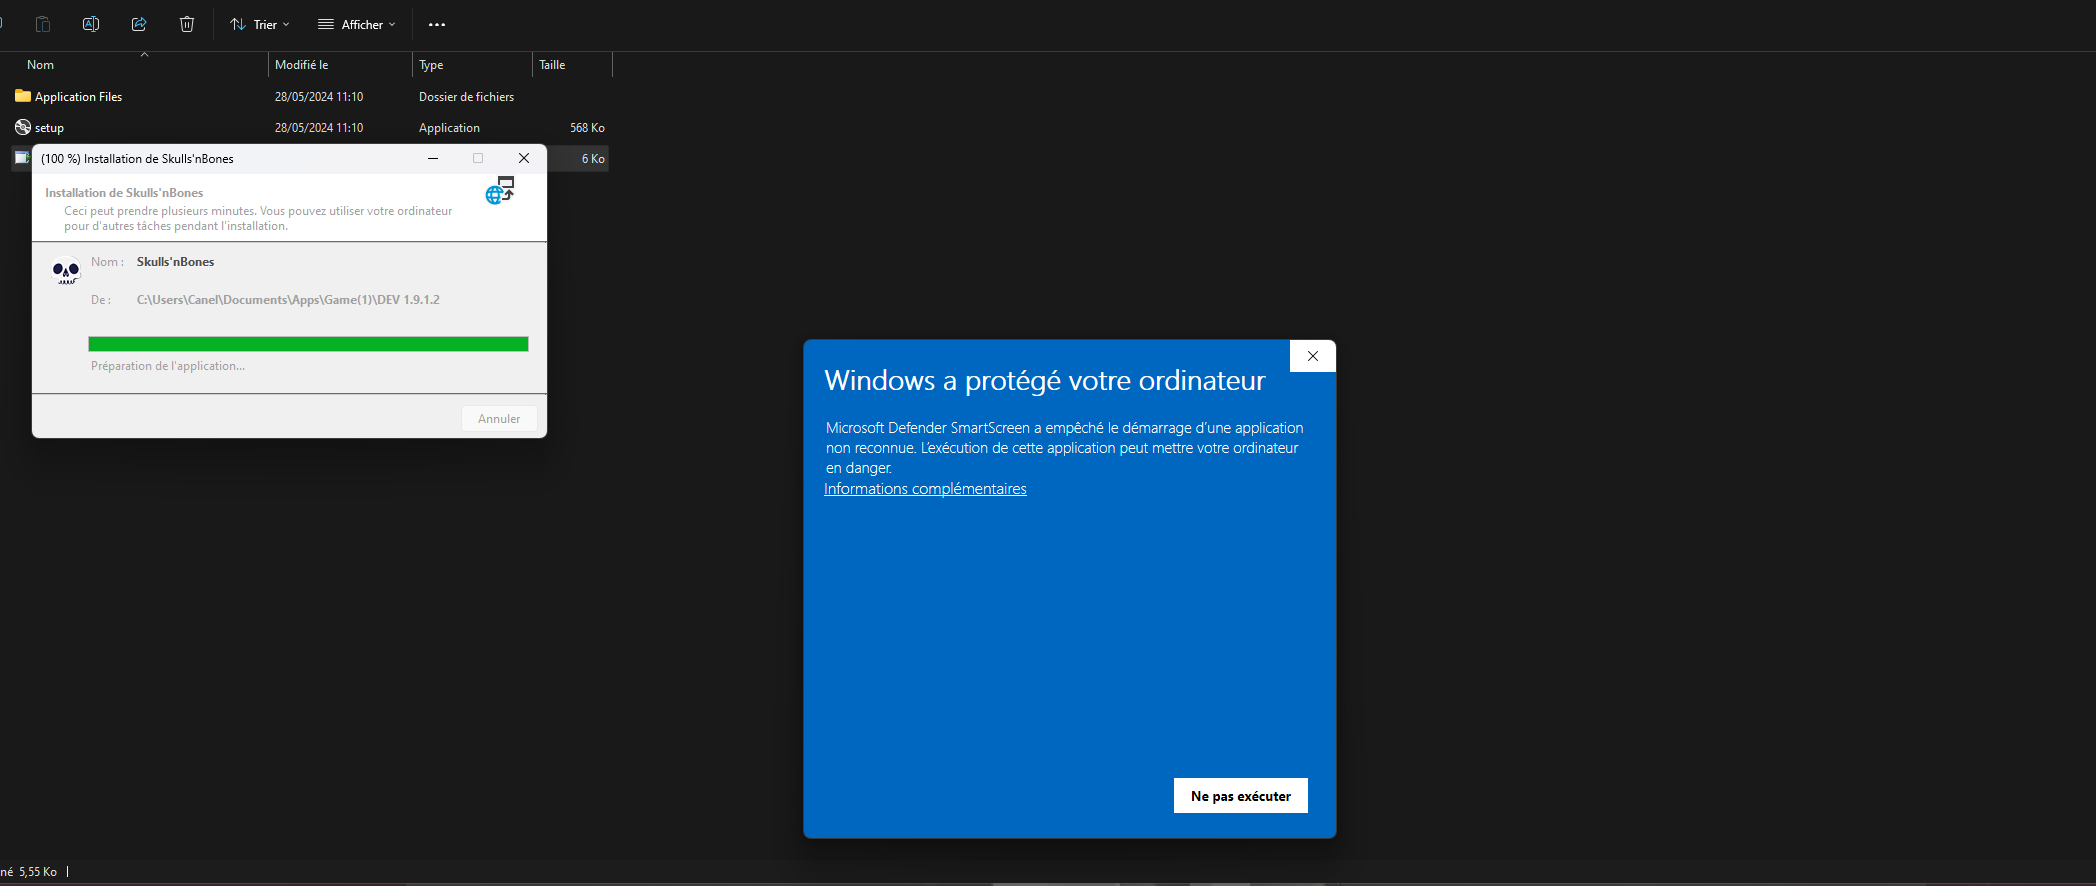 Trier
Afficher
Nom
Modifié le
Type
Taille
Application Files
28/05/2024 11:10
Dossier de fichiers
setup
28/05/2024 11:10
Application
568 Ko
6 Ko
(100 %) Installation de Skulls'nBones
Installation de Skulls'nBones
Ceci peut prendre plusieurs minutes. Vous pouvez utiliser votre ordinateur
pour d'autres tâches pendant l'installation.
Nom :
Skulls'nBones
De :
C:\Users\Canel\Documents\Apps\Game(1)\DEV 1.9.1.2
Préparation de l'application...
Annuler
Windows a protégé votre ordinateur
Microsoft Defender SmartScreen a empêché le démarrage d’une application
non reconnue. L’exécution de cette application peut mettre votre ordinateur
en danger.
Informations complémentaires
Ne pas exécuter
né 5,55 Ko